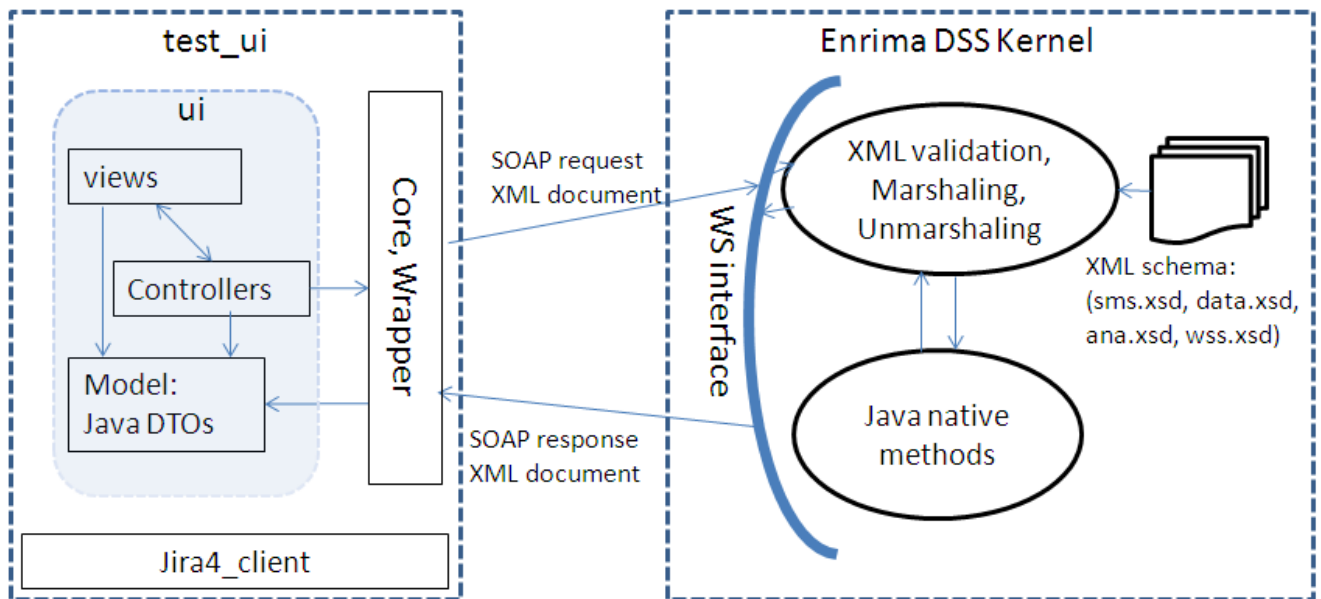 test_ui
ui
views
Controllers
Model:
Java DTOs
Core, Wrapper
Jira4_client
SOAP request
XML document
SOAP response
XML document
Enrima DSS Kernel
WS interface
XML validation,
Marshaling,
Unmarshaling
Java native
methods
XML schema:
(sms.xsd, data.xsd,
ana.xsd, wss.xsd)